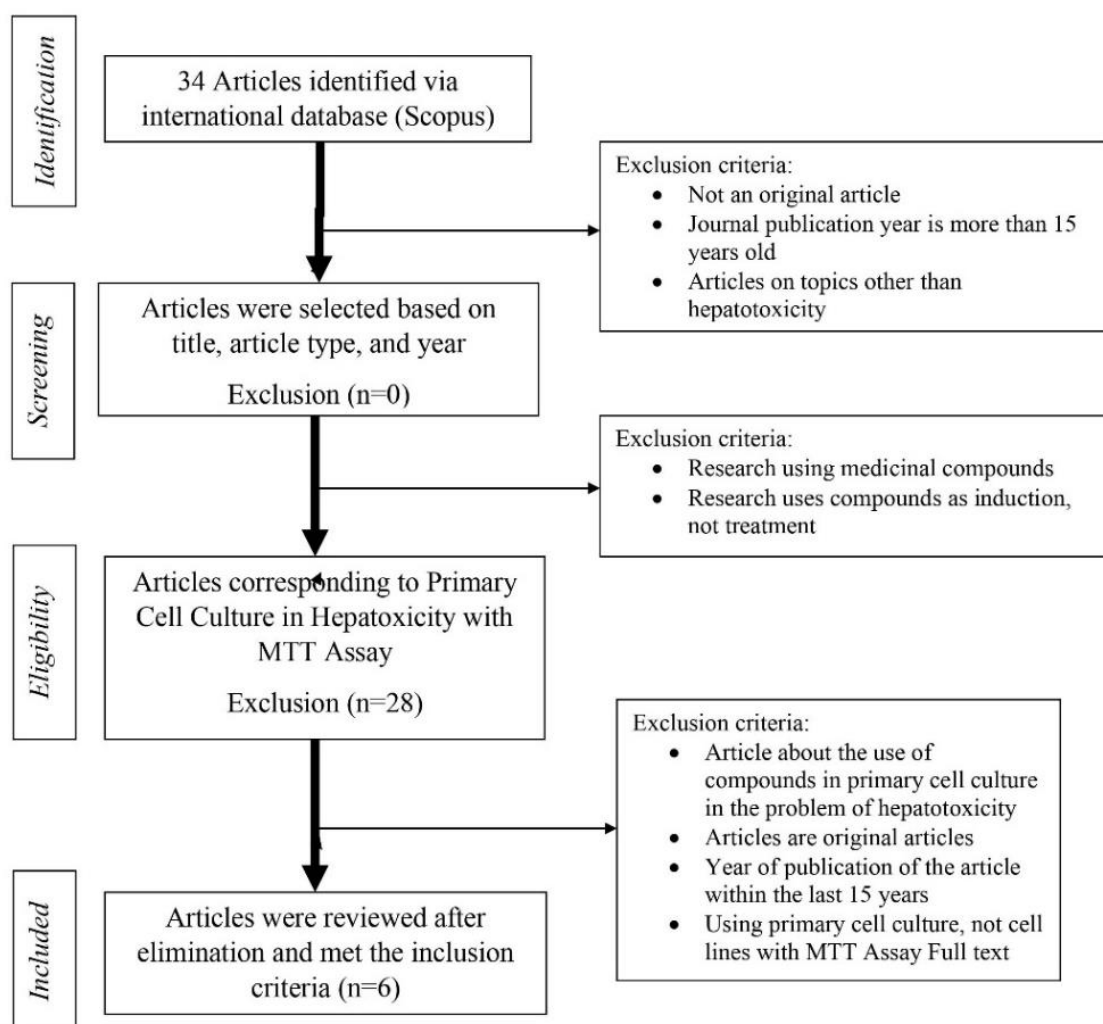 Identification
34 Articles identified via
international database (Scopus)
Exclusion criteria:
• Not an original article
• Journal publication year is more than 15
years old
• Articles on topics other than
hepatotoxicity
Screening
Articles were selected based on
title, article type, and year
Exclusion (n=0)
Exclusion criteria:
• Research using medicinal compounds
• Research uses compounds as induction,
not treatment
Eligibility
Articles corresponding to Primary
Cell Culture in Hepatoxicity with
MTT Assay
Exclusion (n=28)
Exclusion criteria:
• Article about the use of
compounds in primary cell culture
in the problem of hepatotoxicity
• Articles are original articles
• Year of publication of the article
within the last 15 years
• Using primary cell culture, not cell
lines with MTT Assay Full text
Included
Articles were reviewed after
elimination and met the inclusion
criteria (n=6)